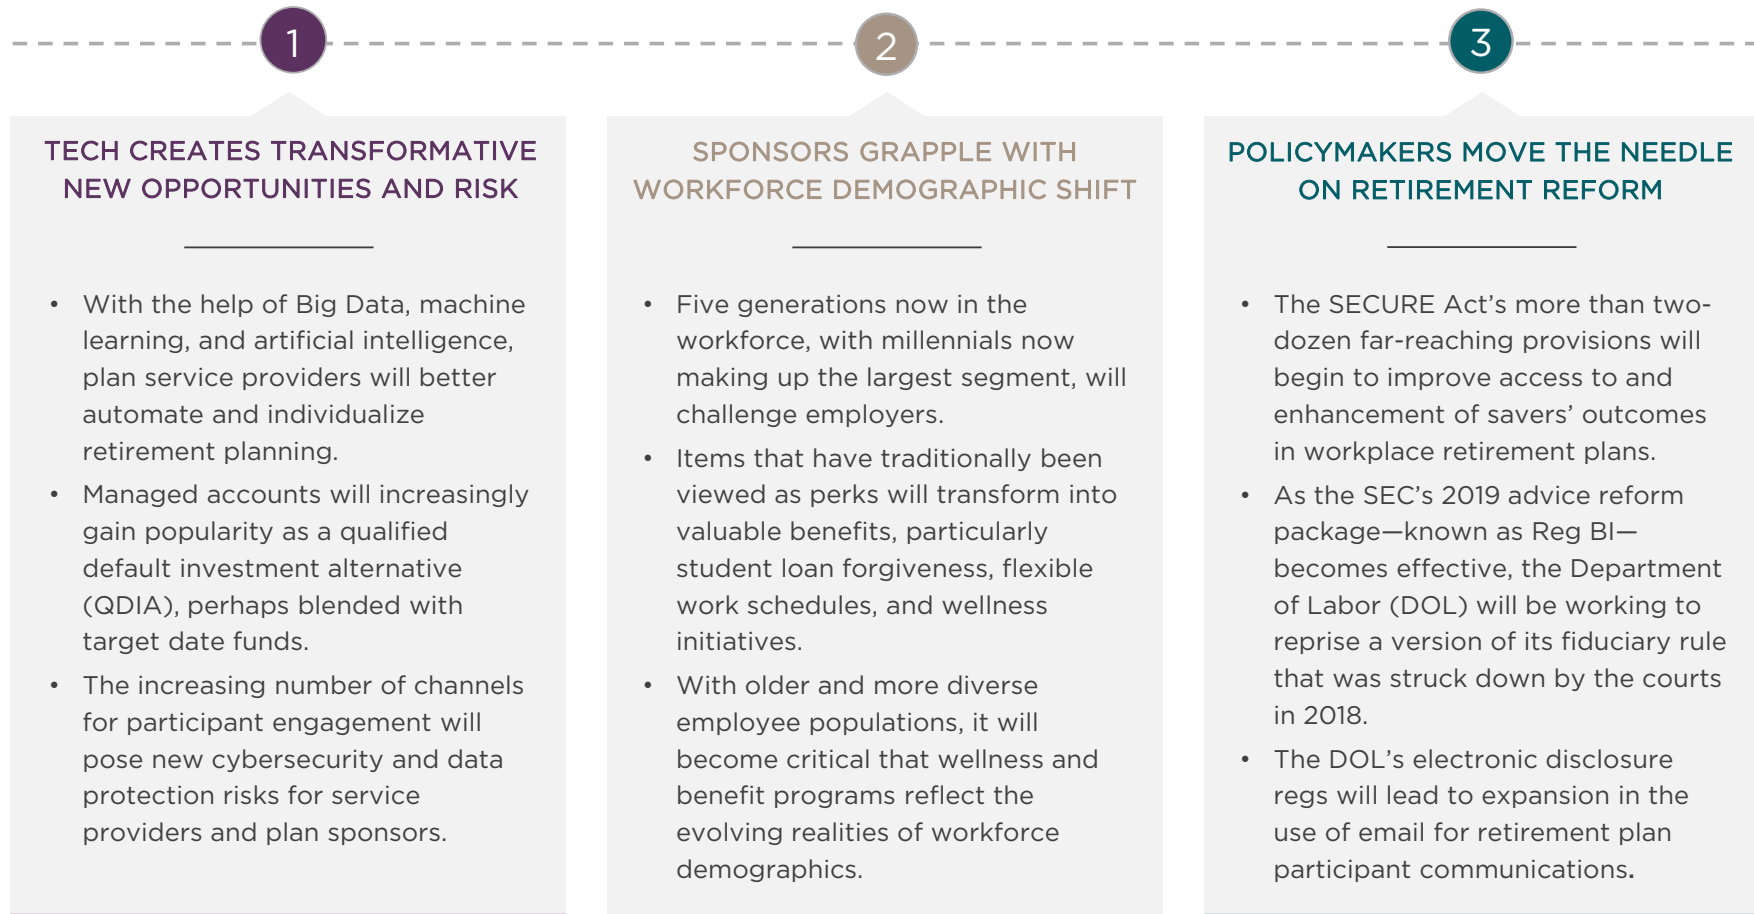 1
TECH CREATES TRANSFORMATIVE
NEW OPPORTUNITIES AND RISK
• With the help of Big Data, machine
learning, and artificial intelligence,
plan service providers will better
automate and individualize
retirement planning.
• Managed accounts will increasingly
gain popularity as a qualified
default investment alternative
(QDIA), perhaps blended with
target date funds.
• The increasing number of channels
for participant engagement will
pose new cybersecurity and data
protection risks for service
providers and plan sponsors.
2
SPONSORS GRAPPLE WITH
WORKFORCE DEMOGRAPHIC SHIFT
• Five generations now in the
workforce, with millennials now
making up the largest segment, will
challenge employers.
• Items that have traditionally been
viewed as perks will transform into
valuable benefits, particularly
student loan forgiveness, flexible
work schedules, and wellness
initiatives.
• With older and more diverse
employee populations, it will
become critical that wellness and
benefit programs reflect the
evolving realities of workforce
demographics.
3
POLICYMAKERS MOVE THE NEEDLE
ON RETIREMENT REFORM
• The SECURE Act’s more than two-
dozen far-reaching provisions will
begin to improve access to and
enhancement of savers’ outcomes
in workplace retirement plans.
• As the SEC’s 2019 advice reform
package—known as Reg BI—
becomes effective, the Department
of Labor (DOL) will be working to
reprise a version of its fiduciary rule
that was struck down by the courts
in 2018.
• The DOL’s electronic disclosure
regs will lead to expansion in the
use of email for retirement plan
participant communications.